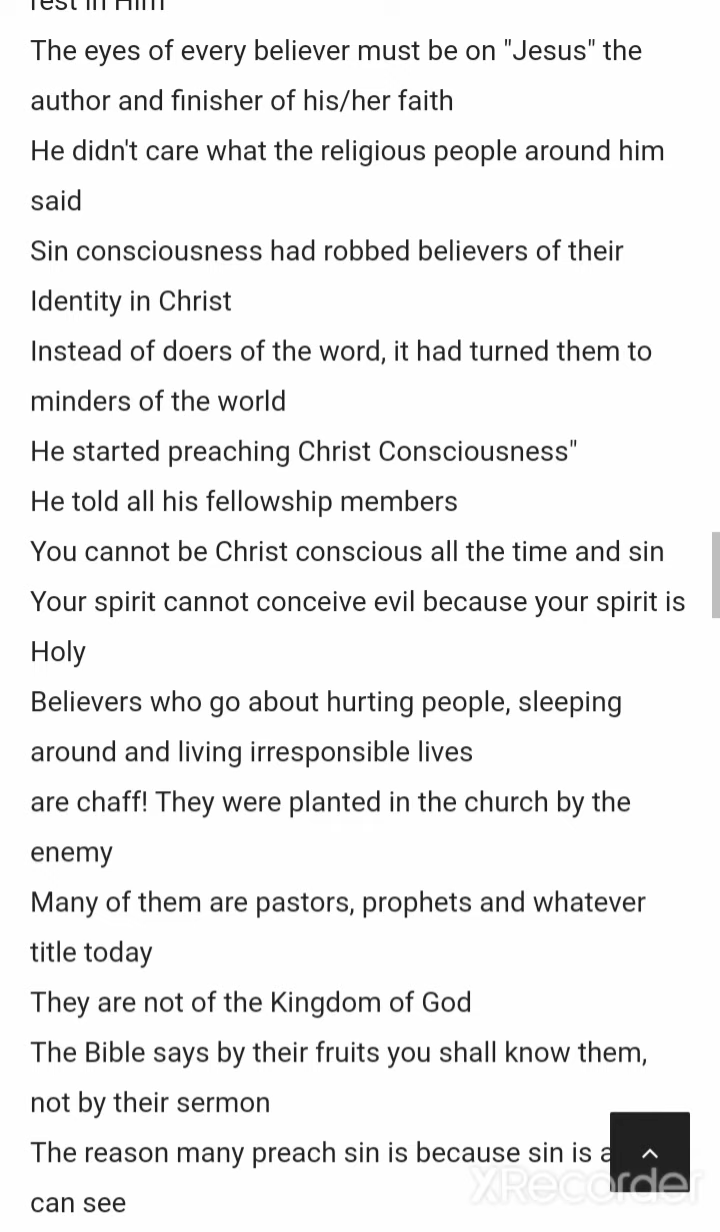 rest in Him
The eyes of every believer must be on "Jesus" the
author and finisher of his/her faith
He didn't care what the religious people around him
said
Sin consciousness had robbed believers of their
Identity in Christ
Instead of doers of the word, it had turned them to
minders of the world
He started preaching Christ Consciousness"
He told all his fellowship members
You cannot be Christ conscious all the time and sin
Your spirit cannot conceive evil because your spirit is
Holy
Believers who go about hurting people, sleeping
around and living irresponsible lives
are chaff! They were planted in the church by the
enemy
Many of them are pastors, prophets and whatever
title today
They are not of the Kingdom of God
The Bible says by their fruits you shall know them,
not by their sermon
The reason many preach sin is because sin is
can see
XRecorder